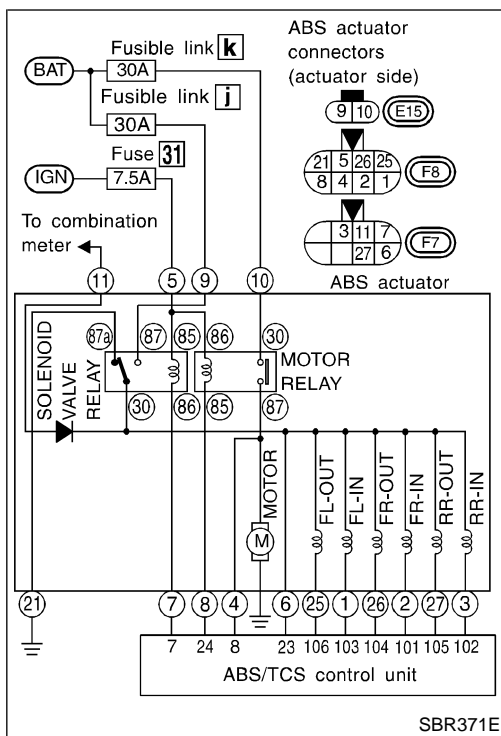 Fusible link k
BAT
30A
Fusible link j
30A
Fuse 31
IGN
7.5A
To combination
meter
ABS actuator
connectors
(actuator side)
9 10 E15
21 5 26 25
8 4 2 1
F8
3 11 7
27 6
F7
ABS actuator
11 5 9 10
87a 87 85 86 30
SOLENOID
VALVE
RELAY
MOTOR
RELAY
30 86 85 87
MOTOR
M
FL-OUT
FL-IN
FR-OUT
FR-IN
RR-OUT
RR-IN
21 7 8 4 6 25 1 26 2 27 3
7 24 8 23 106 103 104 101 105 102
ABS/TCS control unit
SBR371E